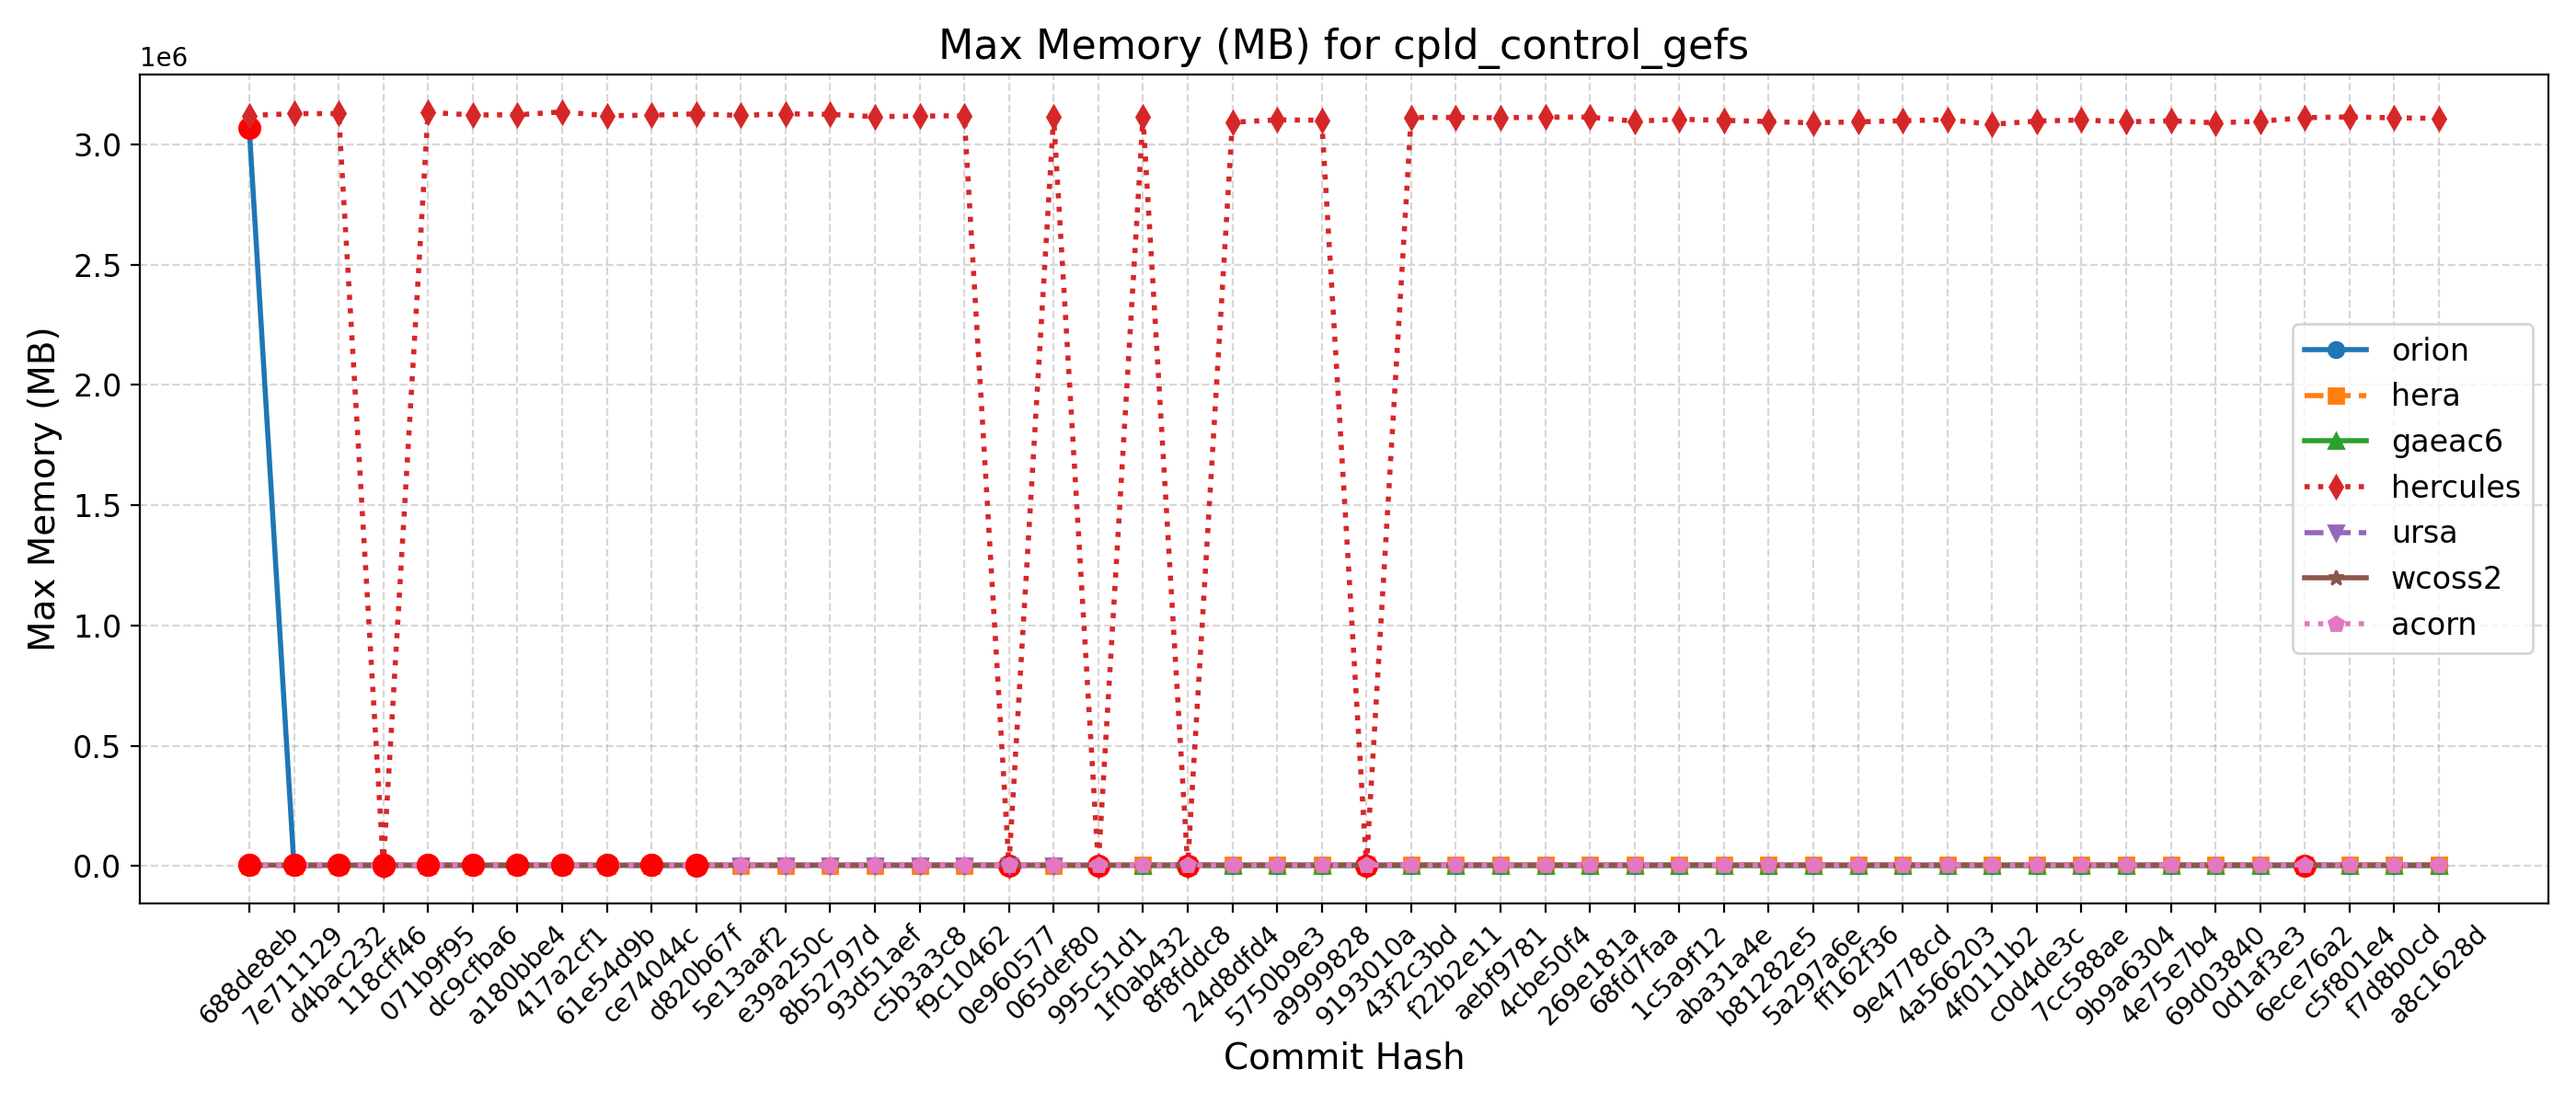 Max Memory (MB) for cpld_control_gefs
1e6
3.0
2.5
2.0
1.5
1.0
0.5
0.0
Max Memory (MB)
orion
hera
gaeac6
hercules
ursa
wcoss2
acorn
688de8eb
7e711129
d4bac232
118cff46
071b9f95
dc9cfba6
a180bbe4
417a2cf1
61e54d9b
ce74044c
d820b67f
5e13aaf2
e39a250c
8b52797d
93d51aef
c5b3a3c8
f9c10462
0e960577
065def80
995c51d1
1f0ab432
8f8fddc8
24d8dfd4
5750b9e3
a9999828
9193010a
43f2c3bd
f22b2e11
aebf9781
4cbe50f4
269e181a
68fd7faa
1c5a9f12
aba31a4e
b81282e5
5a297a6e
ff162f36
9e4778cd
4a566203
4f0111b2
c0d4de3c
7cc588ae
9b9a6304
4e75e7b4
69d03840
0d1af3e3
6ece76a2
c5f801e4
f7d8b0cd
a8c1628d
Commit Hash